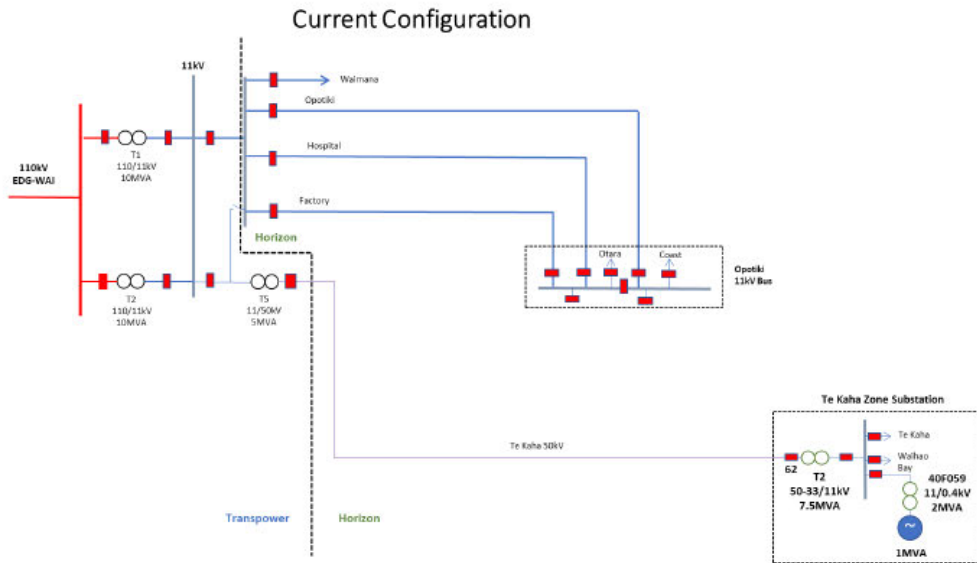 Current Configuration
11kV
Waimana
Opotiki
T1
110/11kV
10MVA
Hospital
110kV
EDG-WAI
Factory
Horizon
Otara
Coast
Opotiki
11kV Bus
T2
110/11kV
10MVA
T5
11/50kV
5MVA
Te Kaha Zone Substation
Te Kaha 50kV
Te Kaha
Waihao
Bay
62
T2
50-33/11kV
7.5MVA
40F059
11/0.4kV
2MVA
~
1MVA
Transpower
Horizon